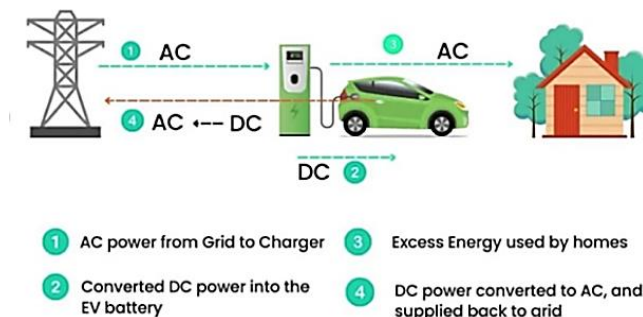 1 AC
3 AC
4 AC ←-- DC
DC 2
1 AC power from Grid to Charger
2 Converted DC power into the
EV battery
3 Excess Energy used by homes
4 DC power converted to AC, and
supplied back to grid